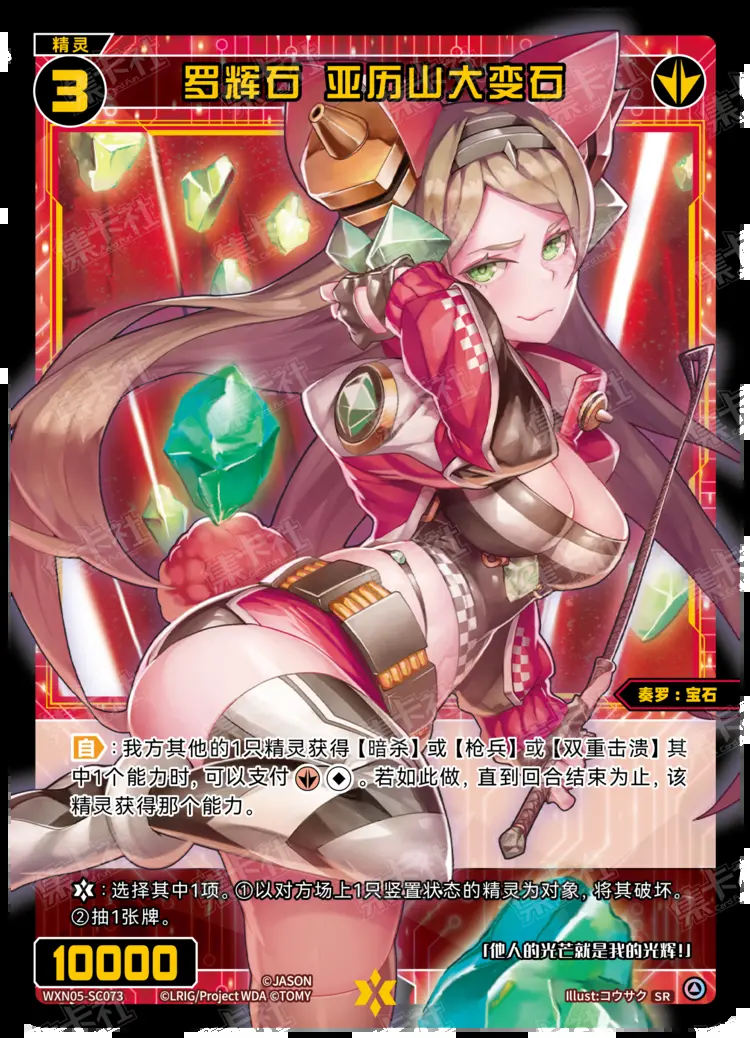 精灵
3
罗辉石 亚历山大变石
奏罗：宝石
自：我方其他的1只精灵获得【暗杀】或【枪兵】或【双重击溃】其
中1个能力时，可以支付 。若如此做，直到回合结束为止，该
精灵获得那个能力。
：选择其中1项。①以对方场上1只竖置状态的精灵为对象，将其破坏。
②抽1张牌。
「他人的光芒就是我的光辉！」
10000
©JASON
WXN05-SC073 ©LRIG/Project WDA ©TOMY
Illust:コウサク SR
集卡社